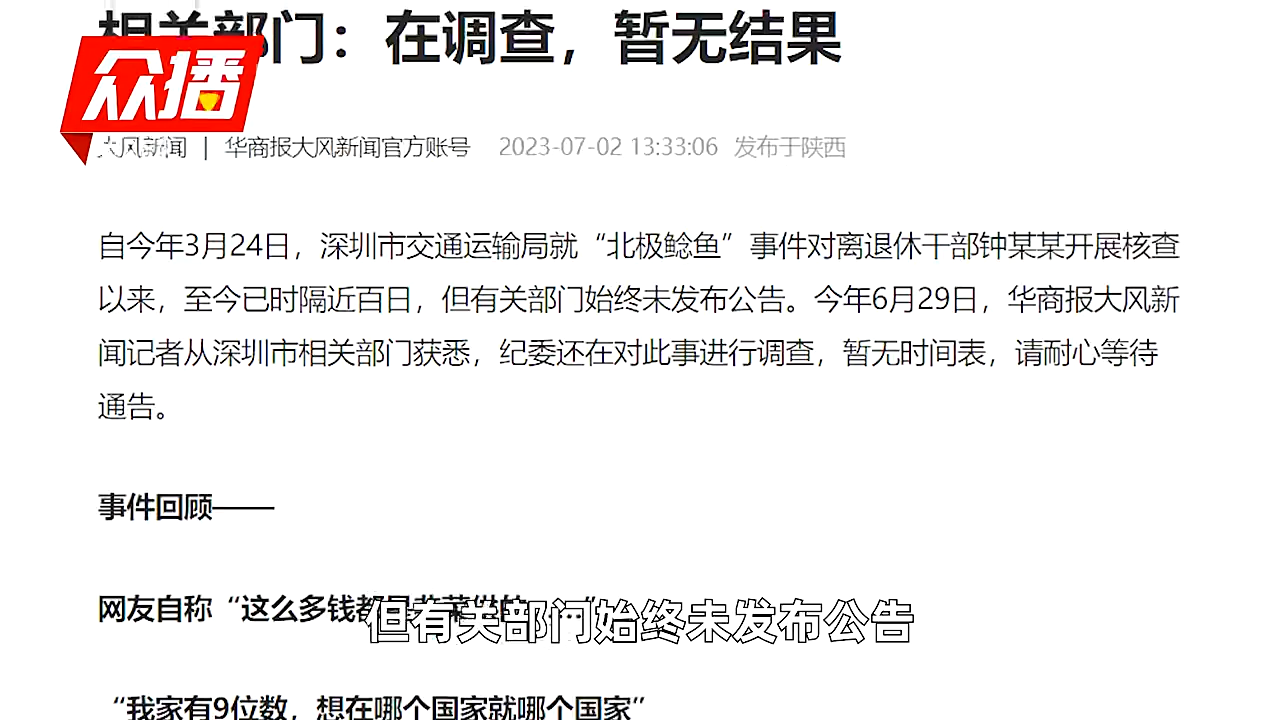 相关部门：在调查，暂无结果
众播
大风新闻 | 华商报大风新闻官方账号 2023-07-02 13:33:06 发布于陕西
自今年3月24日，深圳市交通运输局就“北极鲶鱼”事件对离退休干部钟某某开展核查
以来，至今已时隔近百日，但有关部门始终未发布公告。今年6月29日，华商报大风新
闻记者从深圳市相关部门获悉，纪委还在对此事进行调查，暂无时间表，请耐心等待
通告。
事件回顾——
网友自称“这么多钱都
但有关部门始终未发布公告
“我家有9位数，想在哪个国家就哪个国家”